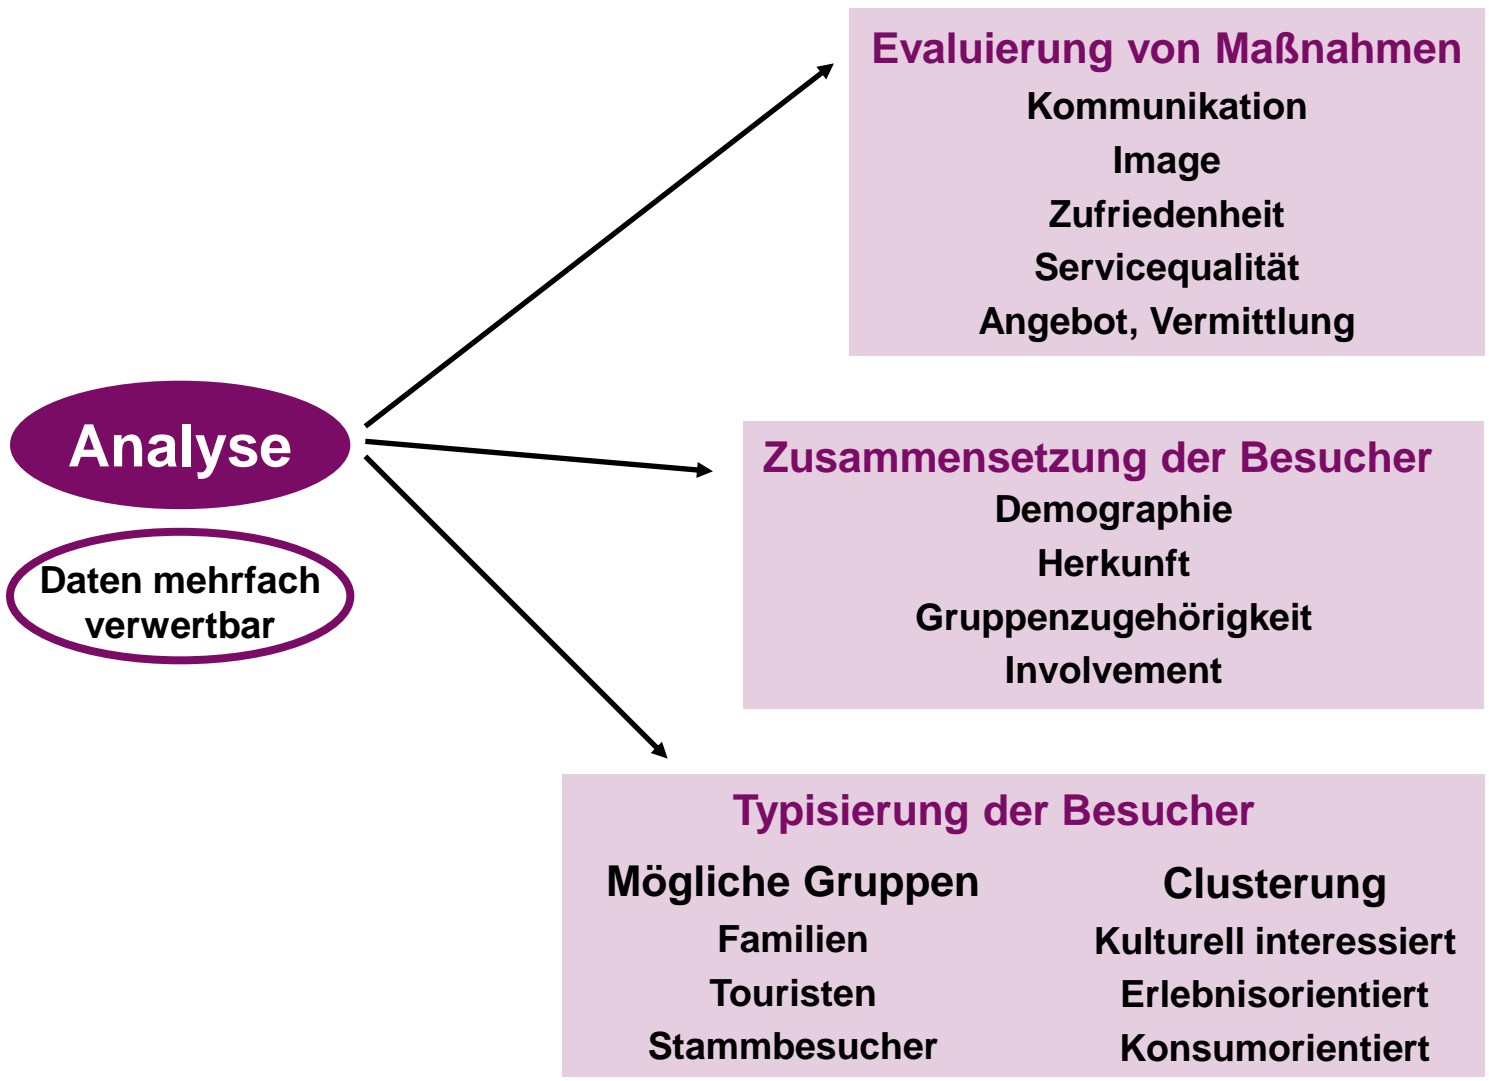 Evaluierung von Maßnahmen
Kommunikation
Image
Zufriedenheit
Servicequalität
Angebot, Vermittlung
Analyse
Daten mehrfach
verwertbar
Zusammensetzung der Besucher
Demographie
Herkunft
Gruppenzugehörigkeit
Involvement
Typisierung der Besucher
Mögliche Gruppen
Familien
Touristen
Stammbesucher
Clusterung
Kulturell interessiert
Erlebnisorientiert
Konsumorientiert